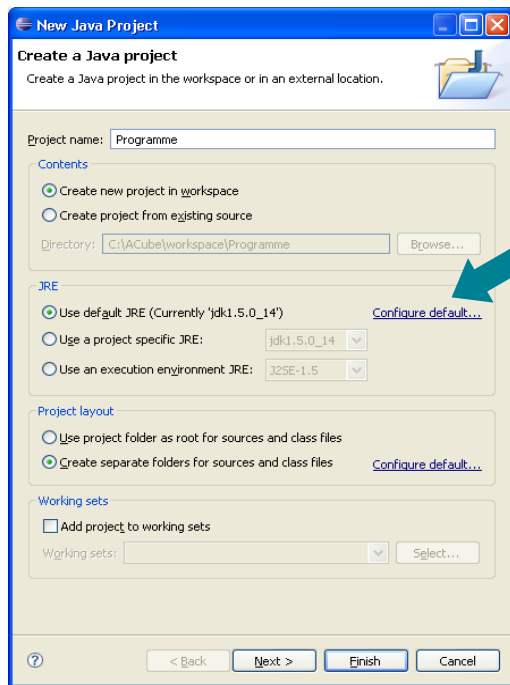 New Java Project
Create a Java project
Create a Java project in the workspace or in an external location.
Project name: Programme
Contents
Create new project in workspace
Create project from existing source
Directory: C:\ACube\workspace\Programme Browse...
JRE
Use default JRE (Currently 'jdk1.5.0_14') Configure default...
Use a project specific JRE: jdk1.5.0_14
Use an execution environment JRE: J2SE-1.5
Project layout
Use project folder as root for sources and class files
Create separate folders for sources and class files Configure default...
Working sets
Add project to working sets
Working sets: Select...
? < Back Next > Finish Cancel